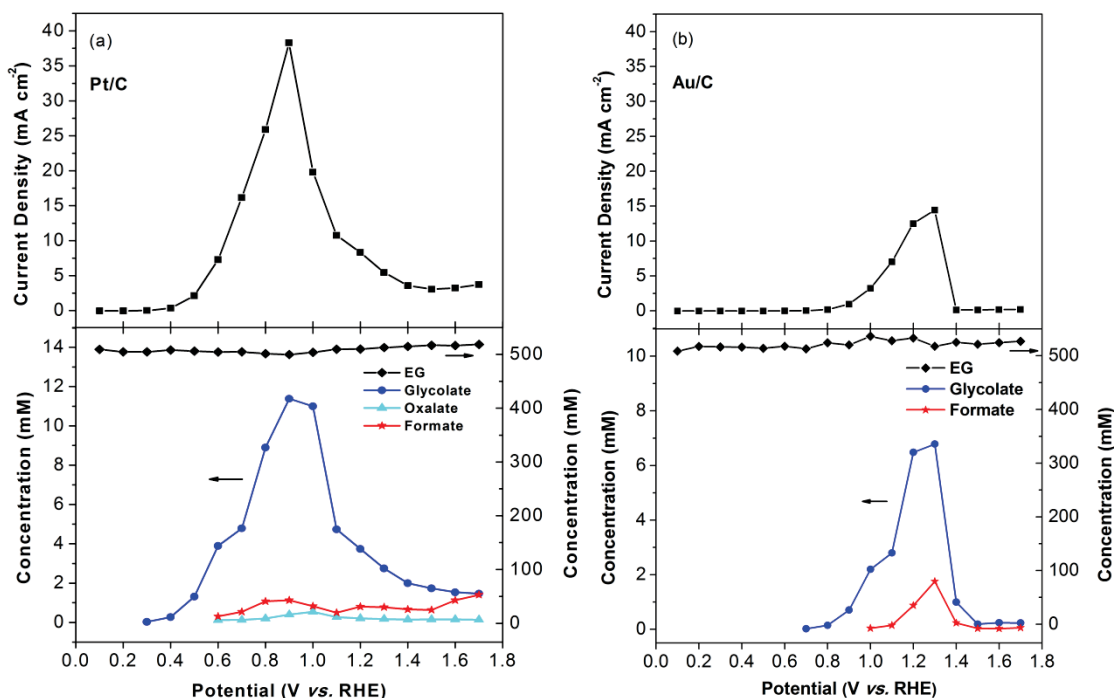 (a)
Pt/C
Current Density (mA cm⁻²)
40
35
30
25
20
15
10
5
0
EG
Glycolate
Oxalate
Formate
Concentration (mM)
14
12
10
8
6
4
2
0
500
400
300
200
100
0
Concentration (mM)
0.0 0.2 0.4 0.6 0.8 1.0 1.2 1.4 1.6 1.8
Potential (V vs. RHE)
(b)
Au/C
Current Density (mA cm⁻²)
40
35
30
25
20
15
10
5
0
EG
Glycolate
Formate
Concentration (mM)
10
8
6
4
2
0
500
400
300
200
100
0
Concentration (mM)
0.0 0.2 0.4 0.6 0.8 1.0 1.2 1.4 1.6 1.8
Potential (V vs. RHE)